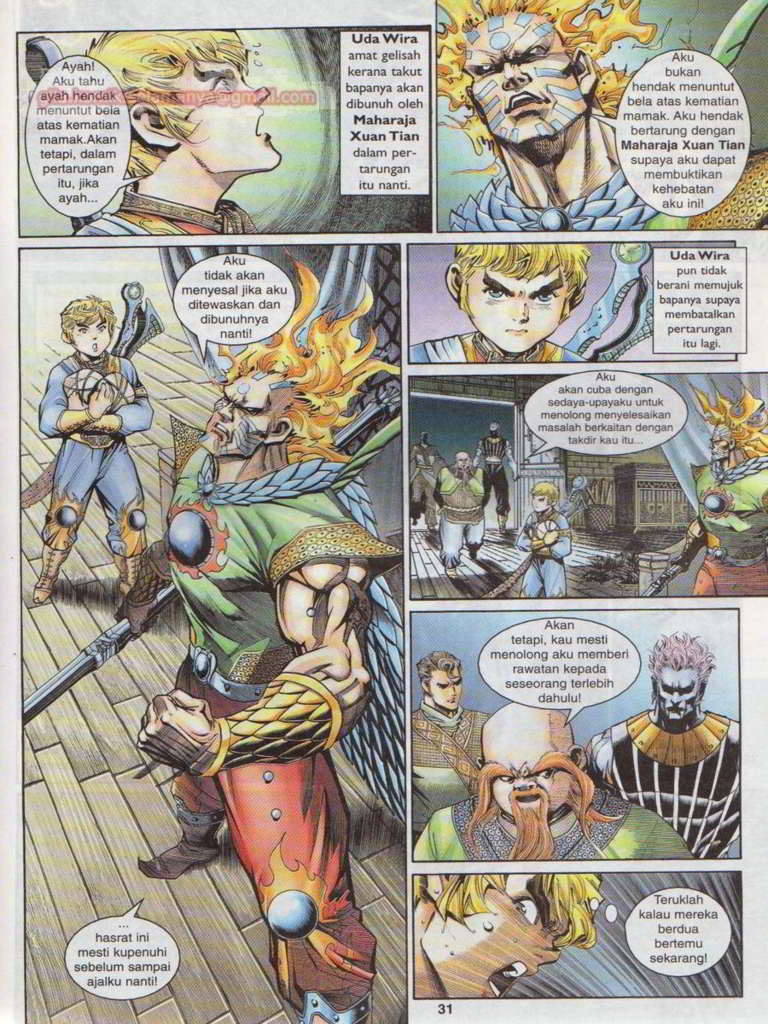 Ayah!
Aku tahu
ayah hendak
menuntut bela
atas kematian
mamak.Akan
tetapi, dalam
pertarungan
itu, jika
ayah...
Uda Wira
amat gelisah
kerana takut
bapanya akan
dibunuh oleh
Maharaja
Xuan Tian
dalam per-
tarungan
itu nanti.
Aku
bukan
hendak menuntut
bela atas kematian
mamak. Aku hendak
bertarung dengan
Maharaja Xuan Tian
supaya aku dapat
membuktikan
kehebatan
aku ini!
Aku
tidak akan
menyesal jika aku
ditewaskan dan
dibunuhnya
nanti!
...
hasrat ini
mesti kupenuhi
sebelum sampai
ajalku nanti!
Uda Wira
pun tidak
berani memujuk
bapanya supaya
membatalkan
pertarungan
itu lagi.
Aku
akan cuba dengan
sedaya-upayaku untuk
menolong menyelesaikan
masalah berkaitan dengan
takdir kau itu...
Akan
tetapi, kau mesti
menolong aku memberi
rawatan kepada
seseorang terlebih
dahulu!
Teruklah
kalau mereka
berdua
bertemu
sekarang!
31